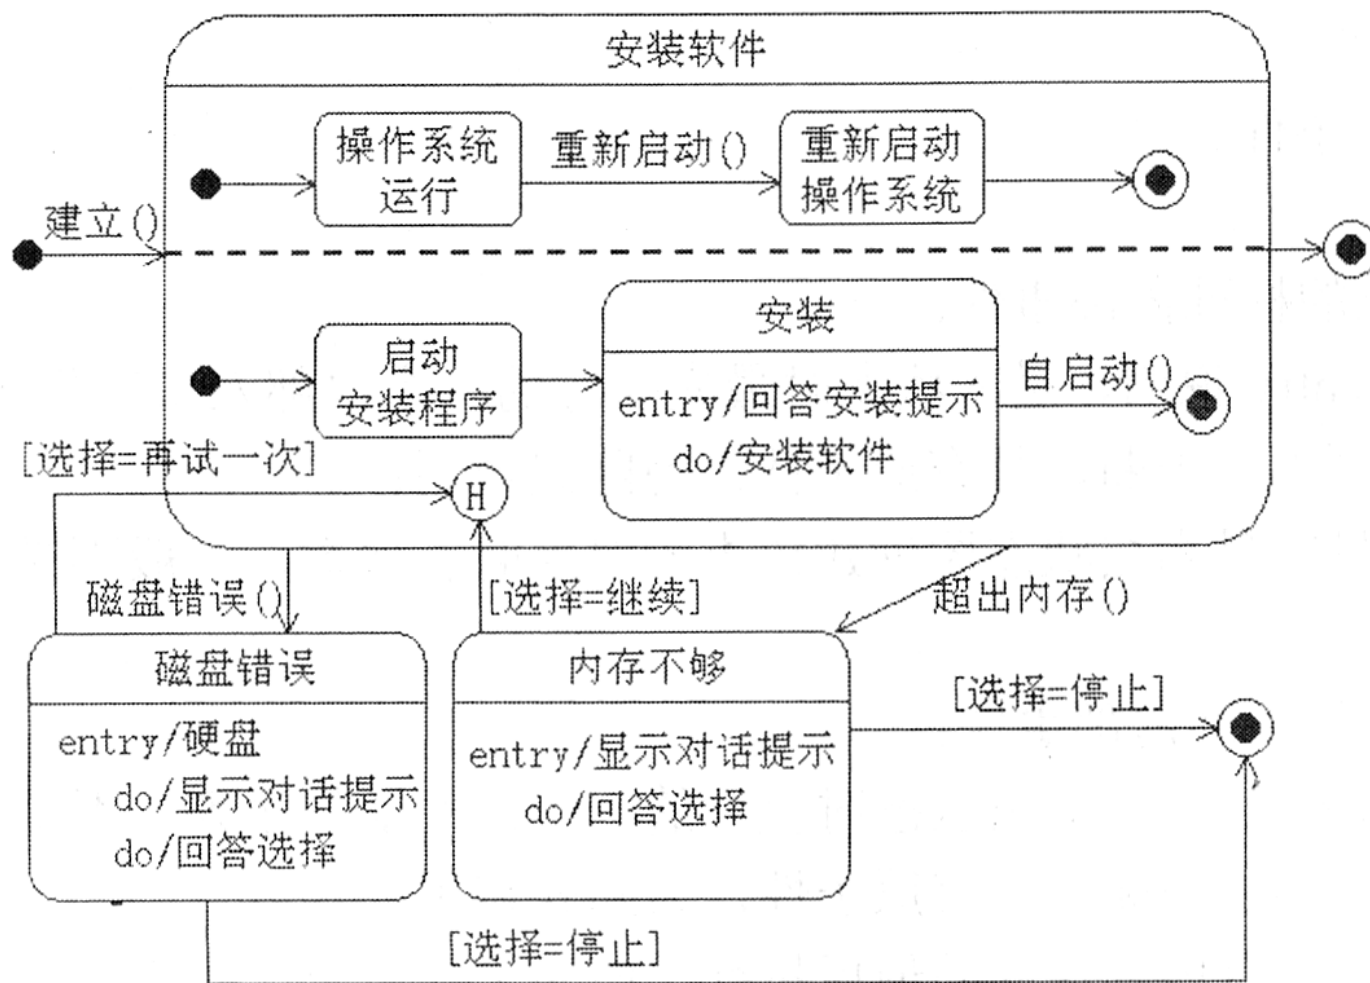 安装软件
操作系统
运行
重新启动()
重新启动
操作系统
建立()
启动
安装程序
安装
entry/回答安装提示
do/安装软件
自启动()
[选择=再试一次]
H
磁盘错误()
[选择=继续]
超出内存()
磁盘错误
entry/硬盘
do/显示对话提示
do/回答选择
内存不够
entry/显示对话提示
do/回答选择
[选择=停止]
[选择=停止]